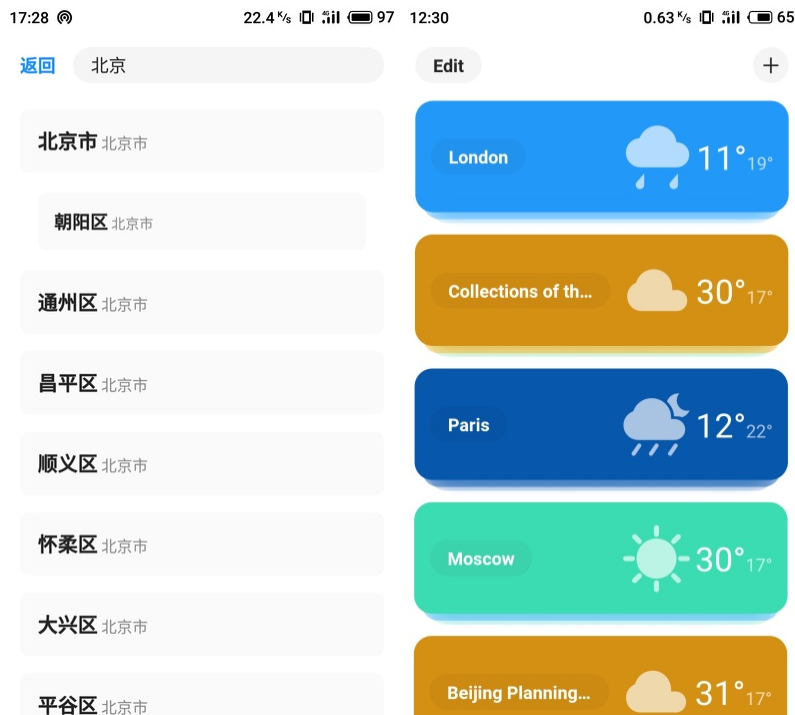 17:28 22.4 K/s 4G 97
返回 北京
北京市 北京市
朝阳区 北京市
通州区 北京市
昌平区 北京市
顺义区 北京市
怀柔区 北京市
大兴区 北京市
平谷区 北京市
12:30 0.63 K/s 4G 65
Edit +
London 11° 19°
Collections of th... 30° 17°
Paris 12° 22°
Moscow 30° 17°
Beijing Planning... 31° 17°